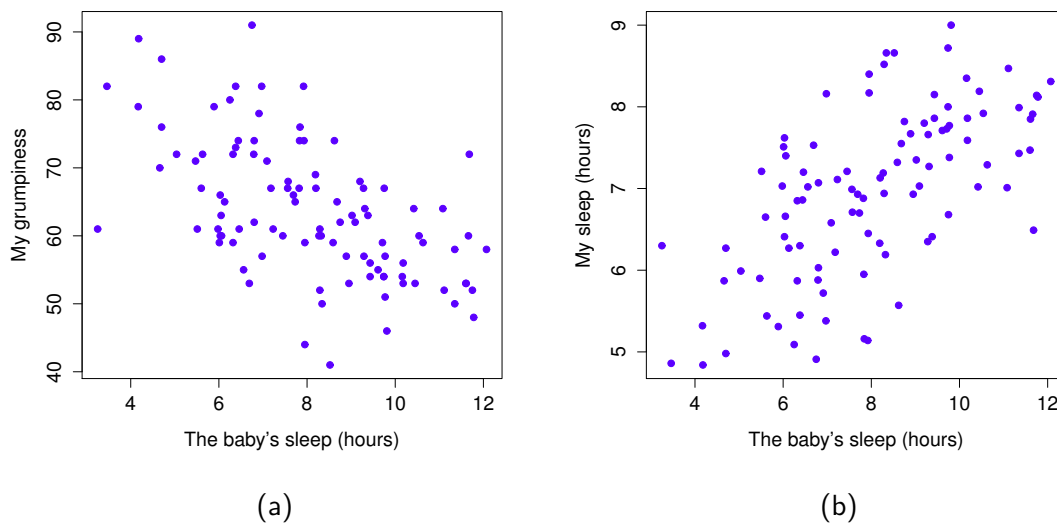 My grumpiness
90
80
70
60
50
40
4 6 8 10 12
The baby's sleep (hours)
(a)
My sleep (hours)
9
8
7
6
5
4 6 8 10 12
The baby's sleep (hours)
(b)